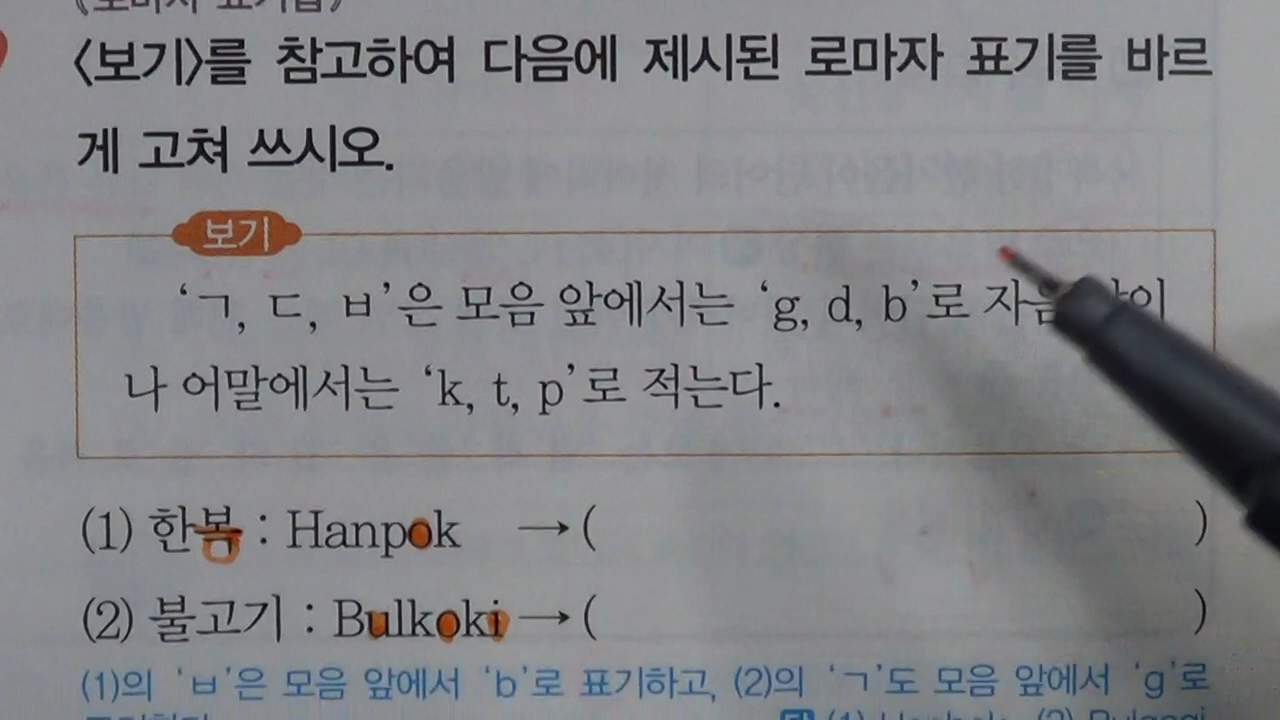 〈보기〉를 참고하여 다음에 제시된 로마자 표기를 바르
게 고쳐 쓰시오.
보기
‘ㄱ, ㄷ, ㅂ’은 모음 앞에서는 ‘g, d, b’로 자음
나 어말에서는 ‘k, t, p’로 적는다.
(1) 한복 : Hanpok → ( )
(2) 불고기 : Bulkoki → ( )
(1)의 ‘ㅂ’은 모음 앞에서 ‘b’로 표기하고, (2)의 ‘ㄱ’도 모음 앞에서 ‘g’로